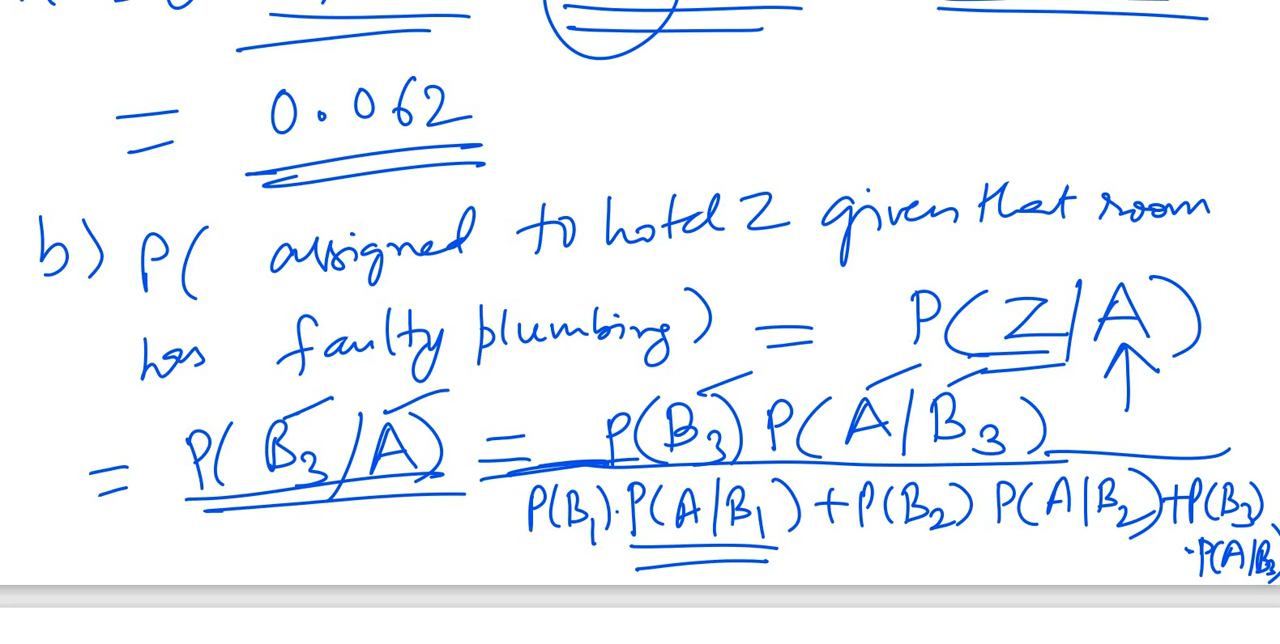 = 0.062
b) P( assigned to hotel Z given that room
has faulty plumbing) = P(Z/A)
= P(B3/A) = P(B3) P(A/B3)
P(B1).P(A/B1) + P(B2) P(A/B2) + P(B3)
.P(A/B3)